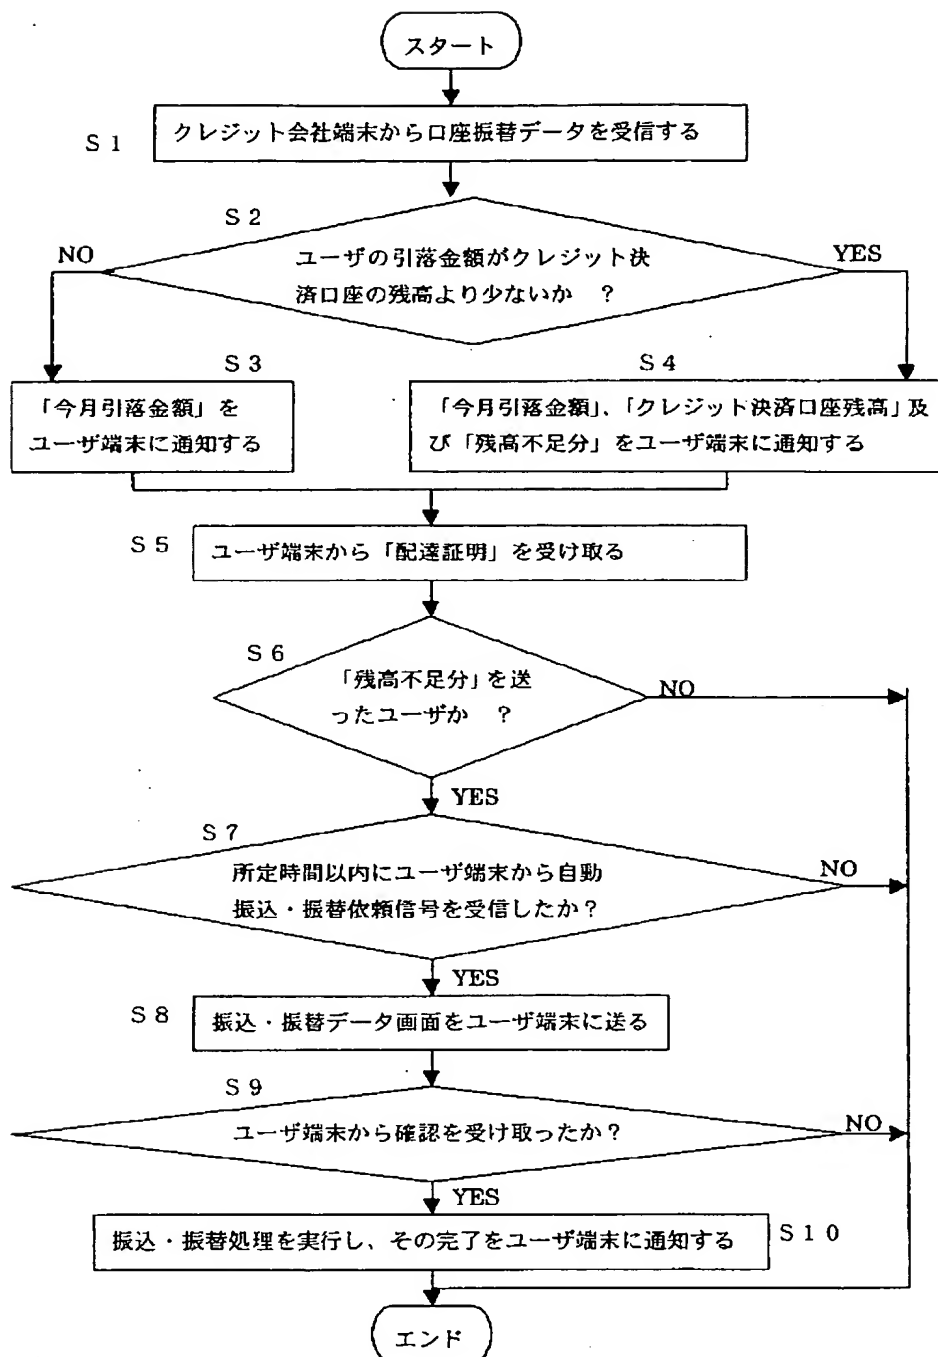 スタート
S1
クレジット会社端末から口座振替データを受信する
S2
NO
YES
ユーザの引落金額がクレジット決
済口座の残高より少ないか ?
S3
S4
「今月引落金額」を
ユーザ端末に通知する
「今月引落金額」、「クレジット決済口座残高」及
び「残高不足分」をユーザ端末に通知する
S5
ユーザ端末から「配達証明」を受け取る
S6
「残高不足分」を送
ったユーザか ?
NO
YES
S7
所定時間以内にユーザ端末から自動
振込・振替依頼信号を受信したか?
NO
YES
S8
振込・振替データ画面をユーザ端末に送る
S9
ユーザ端末から確認を受け取ったか?
NO
YES
振込・振替処理を実行し、その完了をユーザ端末に通知する
S10
エンド